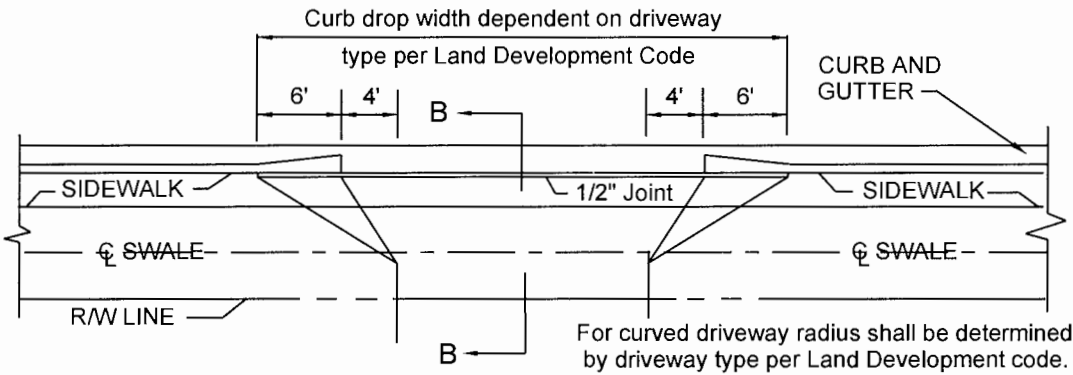 Curb drop width dependent on driveway
type per Land Development Code
CURB AND
GUTTER
6'
4'
B
4'
6'
SIDEWALK
1/2" Joint
SIDEWALK
℄ SWALE
℄ SWALE
R/W LINE
B
For curved driveway radius shall be determined
by driveway type per Land Development code.